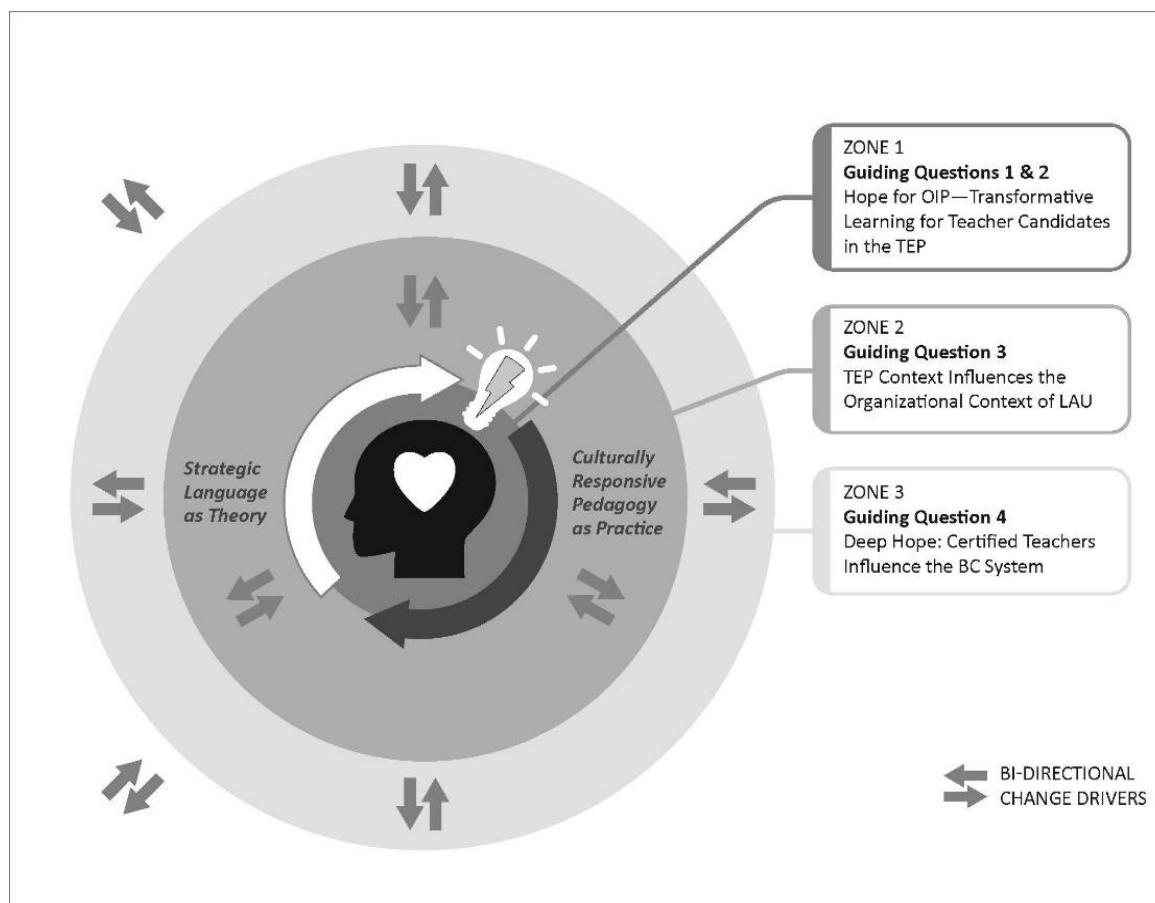 ZONE 1
Guiding Questions 1 & 2
Hope for OIP—Transformative
Learning for Teacher Candidates
in the TEP
ZONE 2
Guiding Question 3
TEP Context Influences the
Organizational Context of LAU
Strategic
Language
as Theory
Culturally
Responsive
Pedagogy
as Practice
ZONE 3
Guiding Question 4
Deep Hope: Certified Teachers
Influence the BC System
BI-DIRECTIONAL
CHANGE DRIVERS